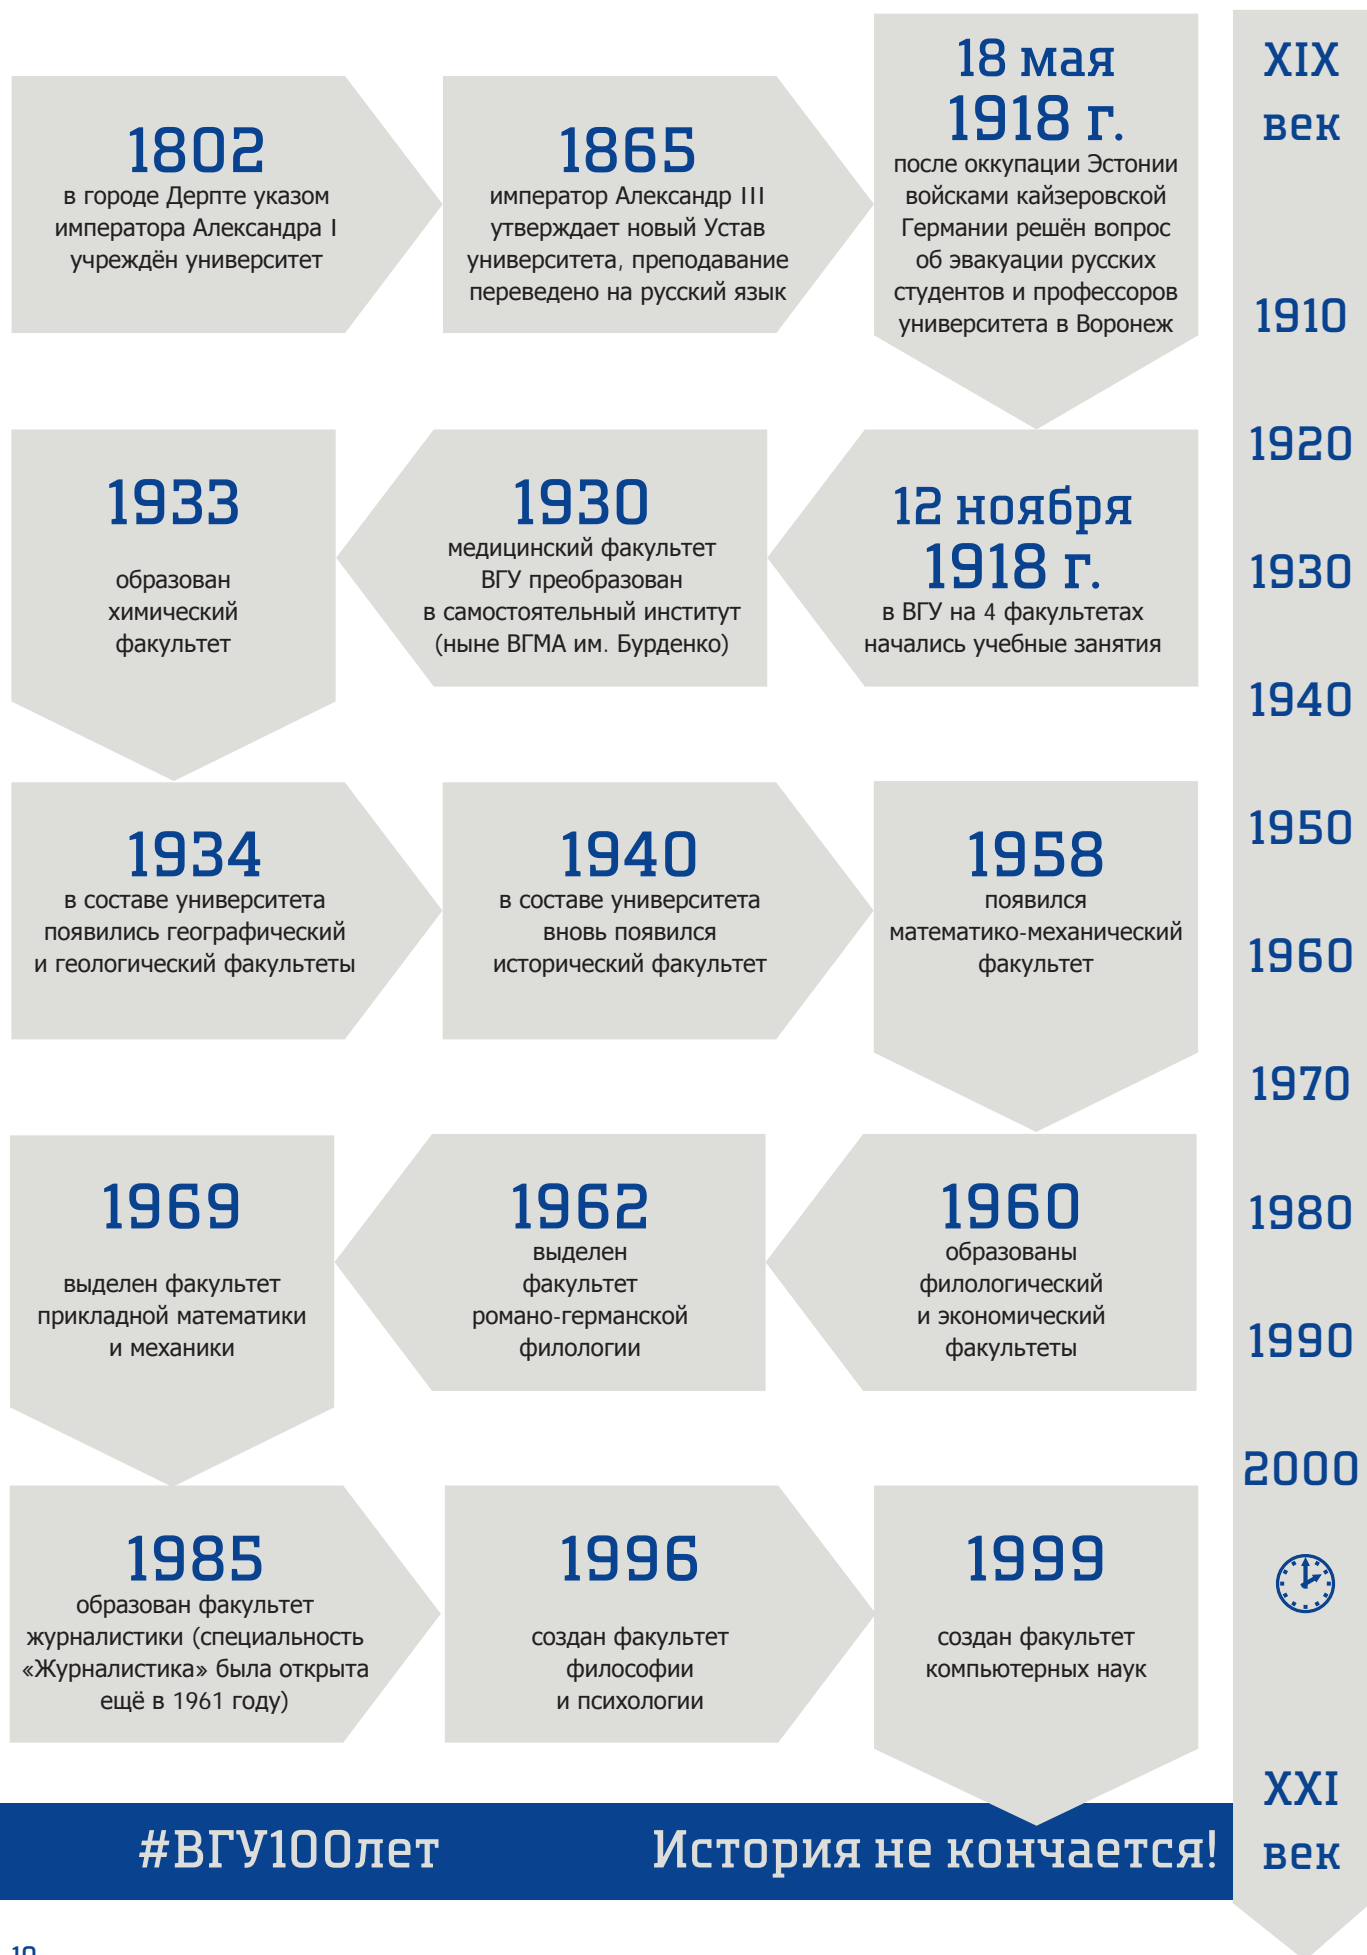 1802
в городе Дерпте указом
императора Александра I
учреждён университет
1865
император Александр III
утверждает новый Устав
университета, преподавание
переведено на русский язык
18 мая
1918 г.
после оккупации Эстонии
войсками кайзеровской
Германии решён вопрос
об эвакуации русских
студентов и профессоров
университета в Воронеж
12 ноября
1918 г.
в ВГУ на 4 факультетах
начались учебные занятия
1930
медицинский факультет
ВГУ преобразован
в самостоятельный институт
(ныне ВГМА им. Бурденко)
1933
образован
химический
факультет
1934
в составе университета
появились географический
и геологический факультеты
1940
в составе университета
вновь появился
исторический факультет
1958
появился
математико-механический
факультет
1960
образованы
филологический
и экономический
факультеты
1962
выделен
факультет
романо-германской
филологии
1969
выделен факультет
прикладной математики
и механики
1985
образован факультет
журналистики (специальность
«Журналистика» была открыта
ещё в 1961 году)
1996
создан факультет
философии
и психологии
1999
создан факультет
компьютерных наук
XIX
век
1910
1920
1930
1940
1950
1960
1970
1980
1990
2000
XXI
век
#ВГУ100лет
История не кончается!